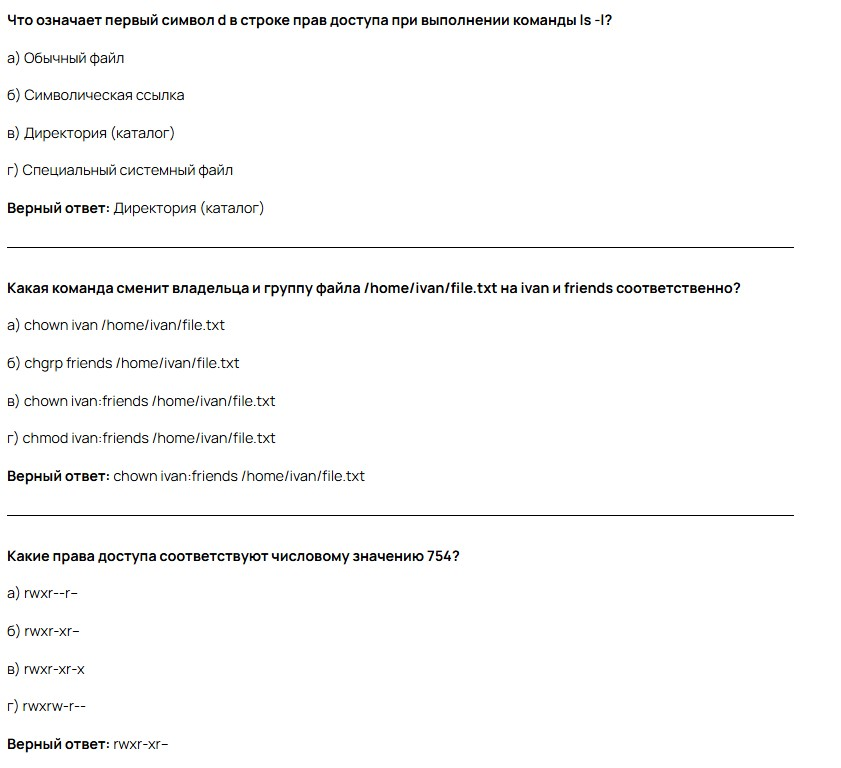 Что означает первый символ d в строке прав доступа при выполнении команды ls -l?
а) Обычный файл
б) Символическая ссылка
в) Директория (каталог)
г) Специальный системный файл
Верный ответ: Директория (каталог)
Какая команда сменит владельца и группу файла /home/ivan/file.txt на ivan и friends соответственно?
а) chown ivan /home/ivan/file.txt
б) chgrp friends /home/ivan/file.txt
в) chown ivan:friends /home/ivan/file.txt
г) chmod ivan:friends /home/ivan/file.txt
Верный ответ: chown ivan:friends /home/ivan/file.txt
Какие права доступа соответствуют числовому значению 754?
а) rwxr--r–
б) rwxr-xr–
в) rwxr-xr-x
г) rwxrw-r--
Верный ответ: rwxr-xr–